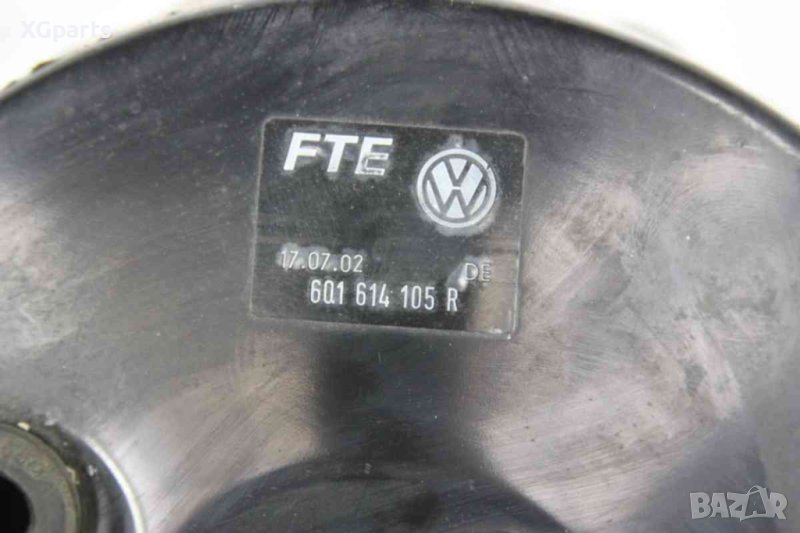 XGparts
FTE
17.07.02
DE
6Q1 614 105 R
BAZAR